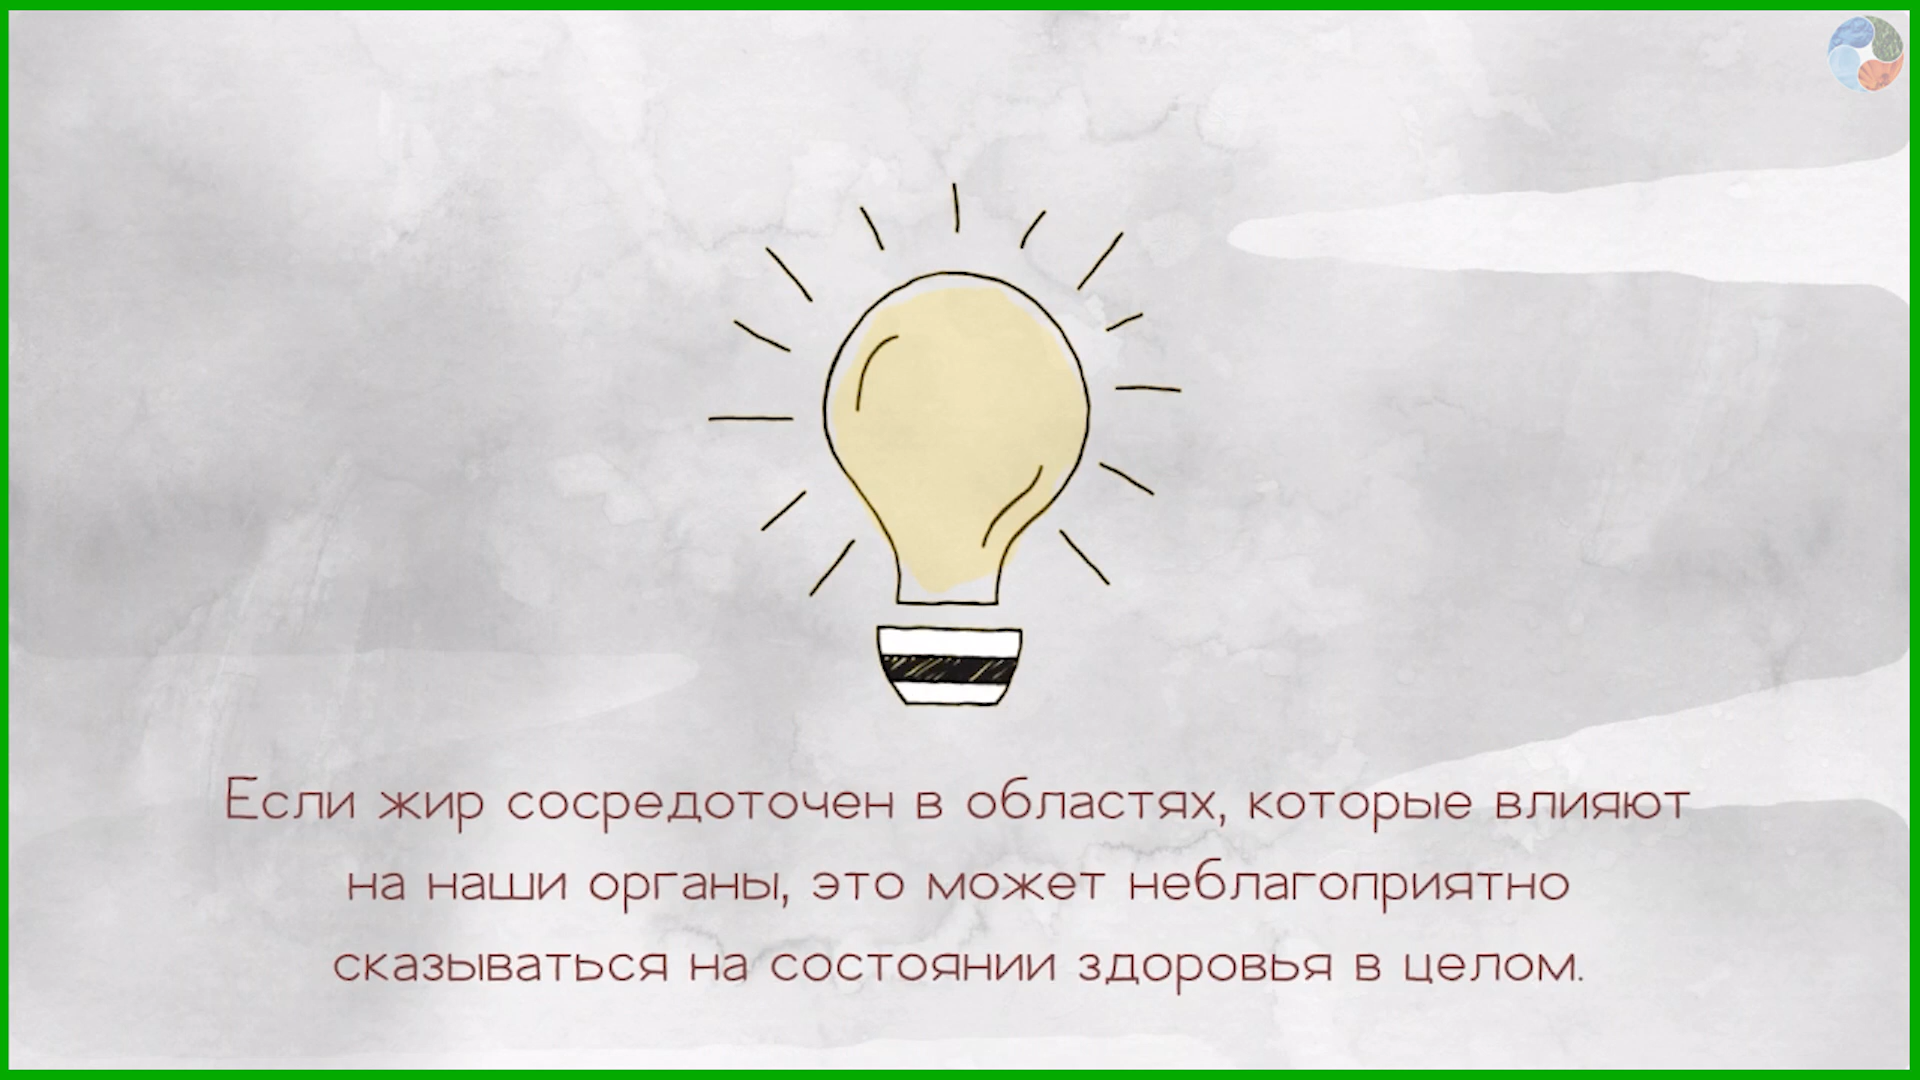 Если жир сосредоточен в областях, которые влияют
на наши органы, это может неблагоприятно
сказываться на состоянии здоровья в целом.